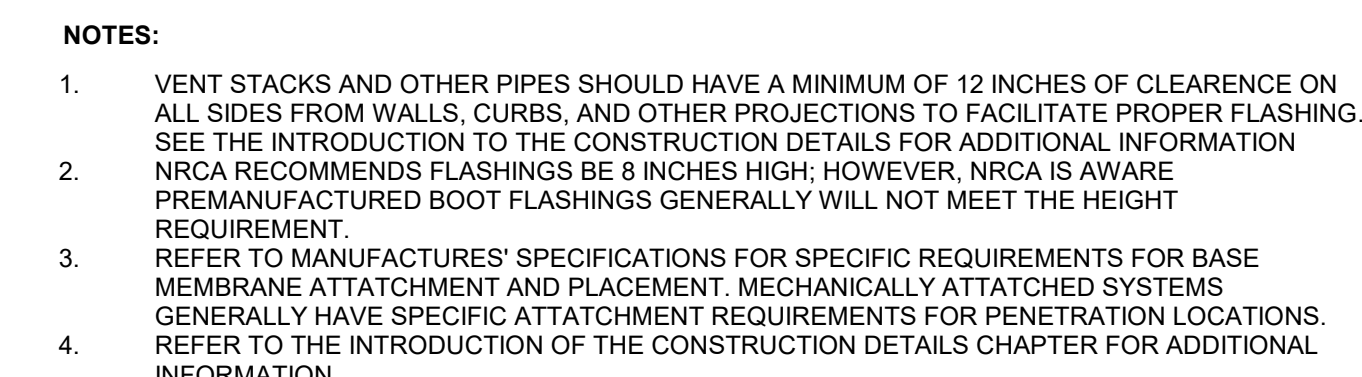 NOTES:
1. VENT STACKS AND OTHER PIPES SHOULD HAVE A MINIMUM OF 12 INCHES OF CLEARENCE ON
ALL SIDES FROM WALLS, CURBS, AND OTHER PROJECTIONS TO FACILITATE PROPER FLASHING.
SEE THE INTRODUCTION TO THE CONSTRUCTION DETAILS FOR ADDITIONAL INFORMATION
2. NRCA RECOMMENDS FLASHINGS BE 8 INCHES HIGH; HOWEVER, NRCA IS AWARE
PREMANUFACTURED BOOT FLASHINGS GENERALLY WILL NOT MEET THE HEIGHT
REQUIREMENT.
3. REFER TO MANUFACTURES' SPECIFICATIONS FOR SPECIFIC REQUIREMENTS FOR BASE
MEMBRANE ATTATCHMENT AND PLACEMENT. MECHANICALLY ATTATCHED SYSTEMS
GENERALLY HAVE SPECIFIC ATTATCHMENT REQUIREMENTS FOR PENETRATION LOCATIONS.
4. REFER TO THE INTRODUCTION OF THE CONSTRUCTION DETAILS CHAPTER FOR ADDITIONAL
INFORMATION